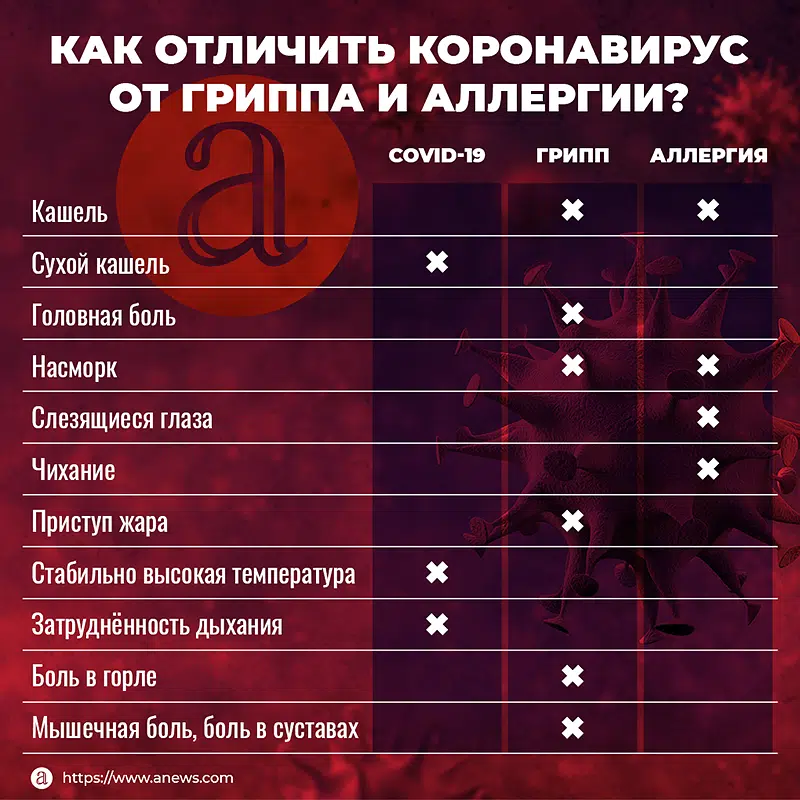 КАК ОТЛИЧИТЬ КОРОНАВИРУС
ОТ ГРИППА И АЛЛЕРГИИ?
COVID-19 ГРИПП АЛЛЕРГИЯ
Кашель ✖ ✖
Сухой кашель ✖
Головная боль ✖
Насморк ✖ ✖
Слезящиеся глаза ✖
Чихание ✖
Приступ жара ✖
Стабильно высокая температура ✖
Затруднённость дыхания ✖
Боль в горле ✖
Мышечная боль, боль в суставах ✖
a https://www.anews.com
a